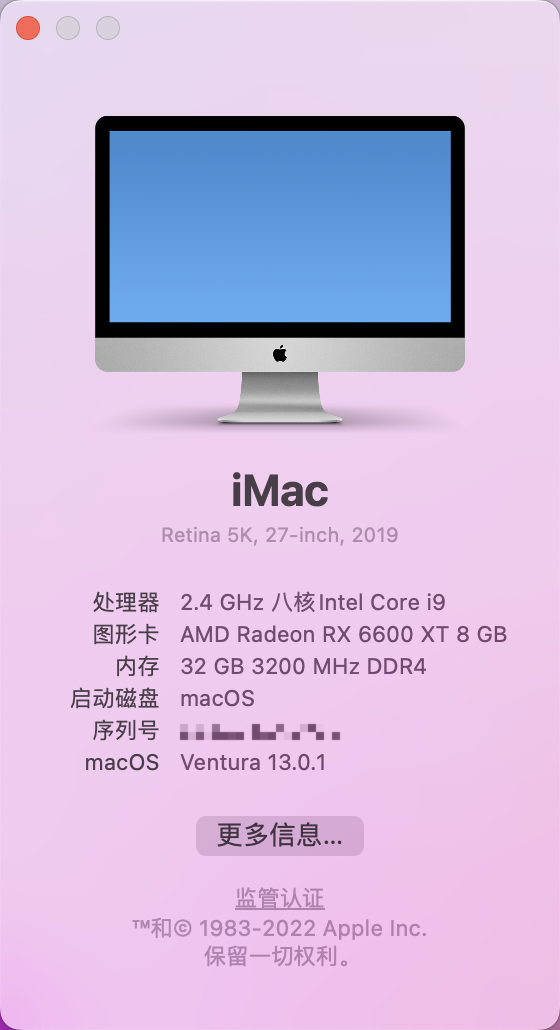 iMac
Retina 5K, 27-inch, 2019
处理器 2.4 GHz 八核Intel Core i9
图形卡 AMD Radeon RX 6600 XT 8 GB
内存 32 GB 3200 MHz DDR4
启动磁盘 macOS
序列号
macOS Ventura 13.0.1
更多信息...
监管认证
™和© 1983-2022 Apple Inc.
保留一切权利。